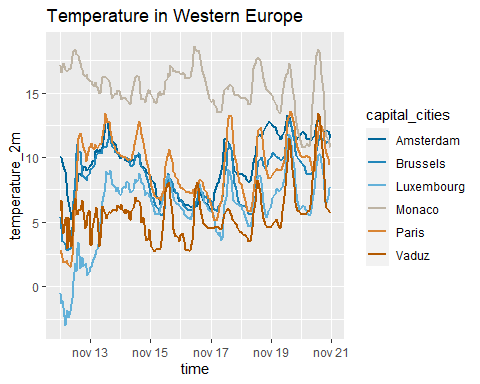 Temperature in Western Europe
temperature_2m
15
10
5
0
nov 13
nov 15
nov 17
nov 19
nov 21
time
capital_cities
Amsterdam
Brussels
Luxembourg
Monaco
Paris
Vaduz